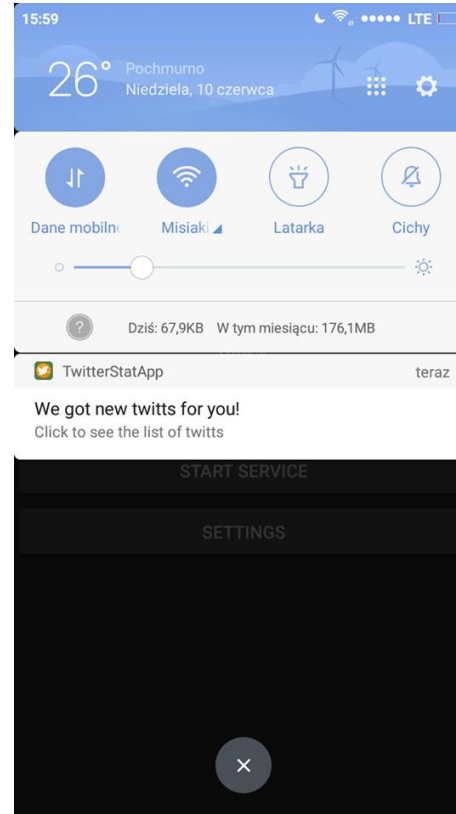 15:59
LTE
26°
Pochmurno
Niedziela, 10 czerwca
Dane mobiln
Misiaki
Latarka
Cichy
?
Dziś: 67,9KB W tym miesiącu: 176,1MB
TwitterStatApp
teraz
We got new twitts for you!
Click to see the list of twitts
START SERVICE
SETTINGS